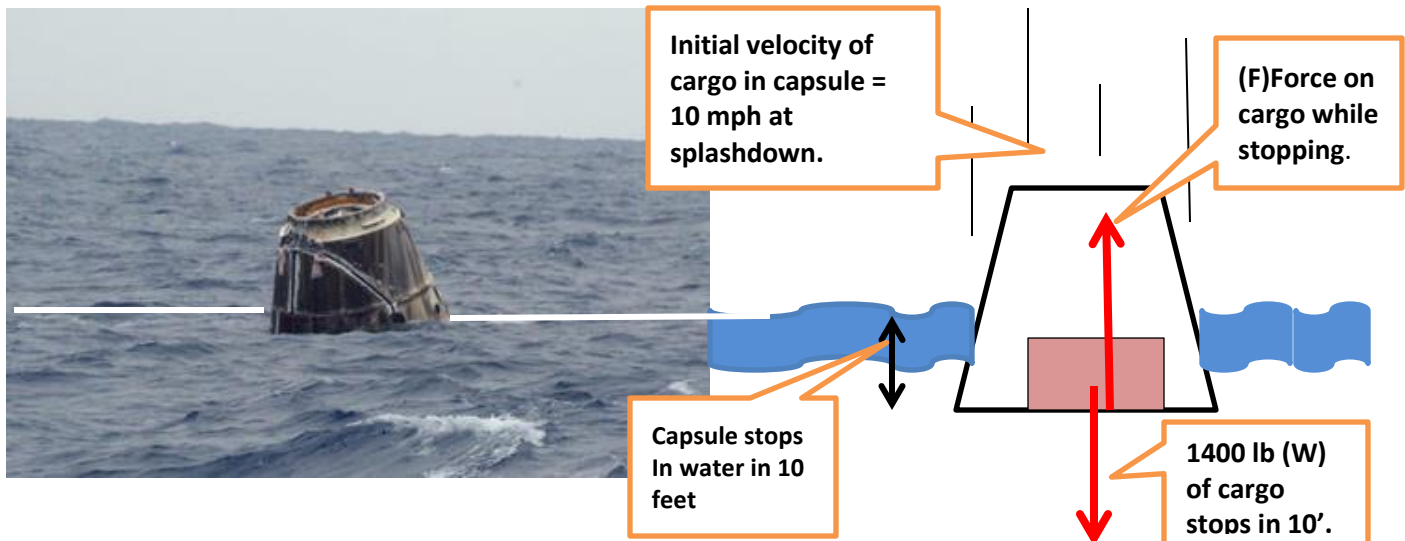 Initial velocity of
cargo in capsule =
10 mph at
splashdown.
(F)Force on
cargo while
stopping.
Capsule stops
In water in 10
feet
1400 lb (W)
of cargo
stops in 10’.